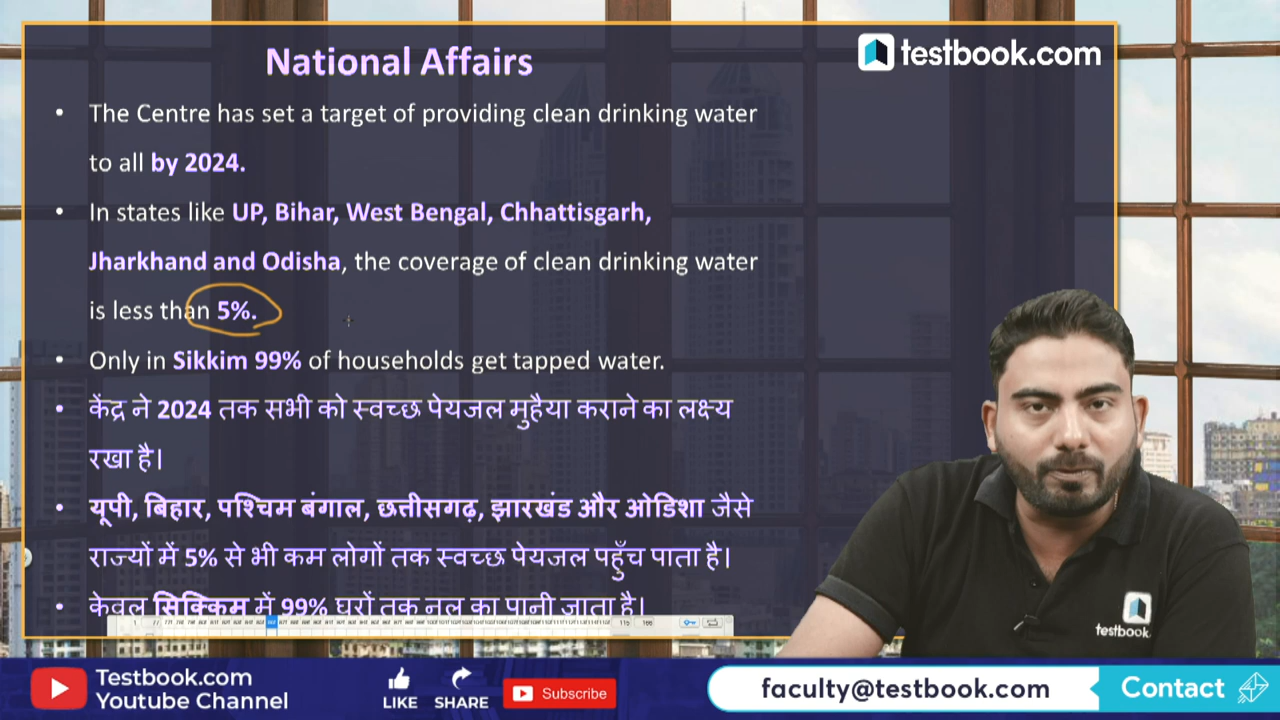 National Affairs
testbook.com
• The Centre has set a target of providing clean drinking water
to all by 2024.
• In states like UP, Bihar, West Bengal, Chhattisgarh,
Jharkhand and Odisha, the coverage of clean drinking water
is less than 5%.
• Only in Sikkim 99% of households get tapped water.
• केंद्र ने 2024 तक सभी को स्वच्छ पेयजल मुहैया कराने का लक्ष्य
रखा है।
• यूपी, बिहार, पश्चिम बंगाल, छत्तीसगढ़, झारखंड और ओडिशा जैसे
राज्यों में 5% से भी कम लोगों तक स्वच्छ पेयजल पहुँच पाता है।
• केवल सिक्किम में 99% घरों तक नल का पानी जाता है।
testbook.
Testbook.com
Youtube Channel
LIKE
SHARE
Subscribe
faculty@testbook.com
Contact